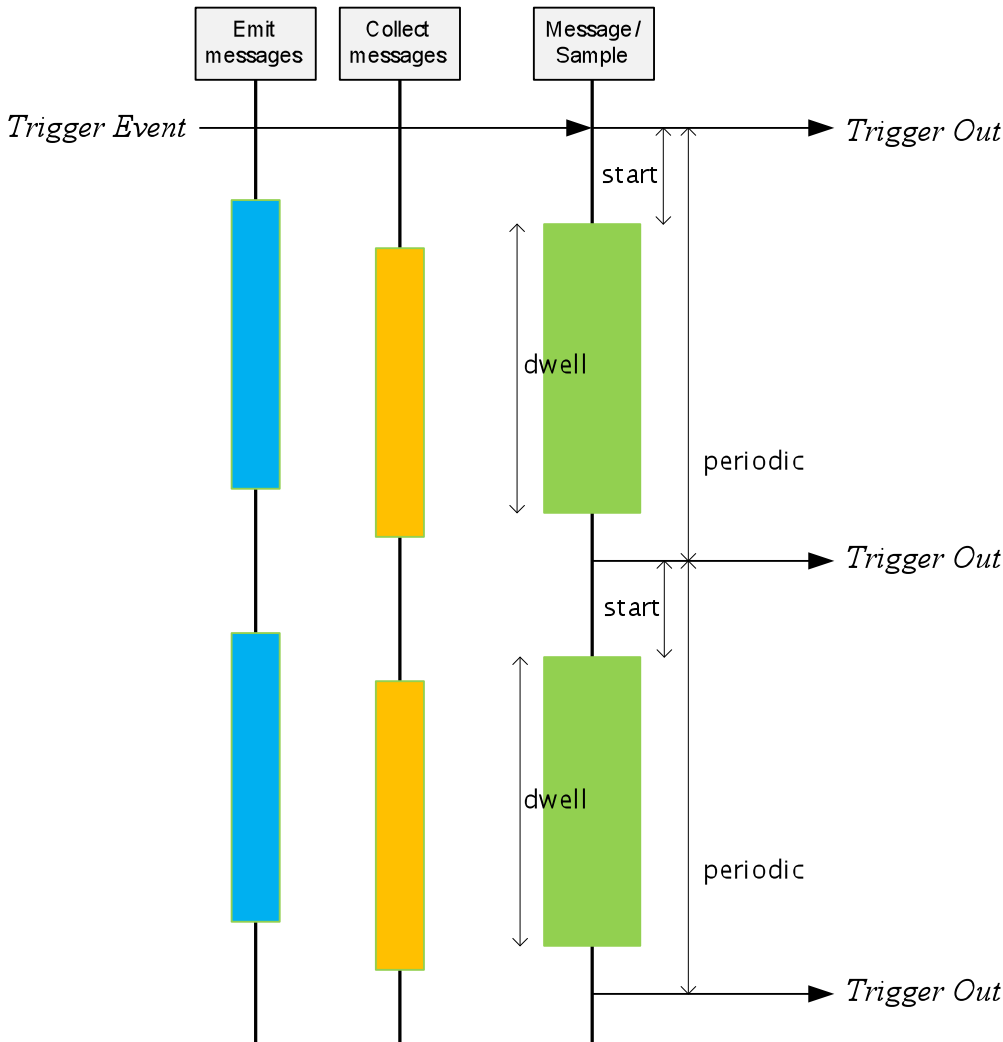 Emit
messages
Collect
messages
Message/
Sample
Trigger Event
Trigger Out
start
dwell
periodic
Trigger Out
start
dwell
periodic
Trigger Out